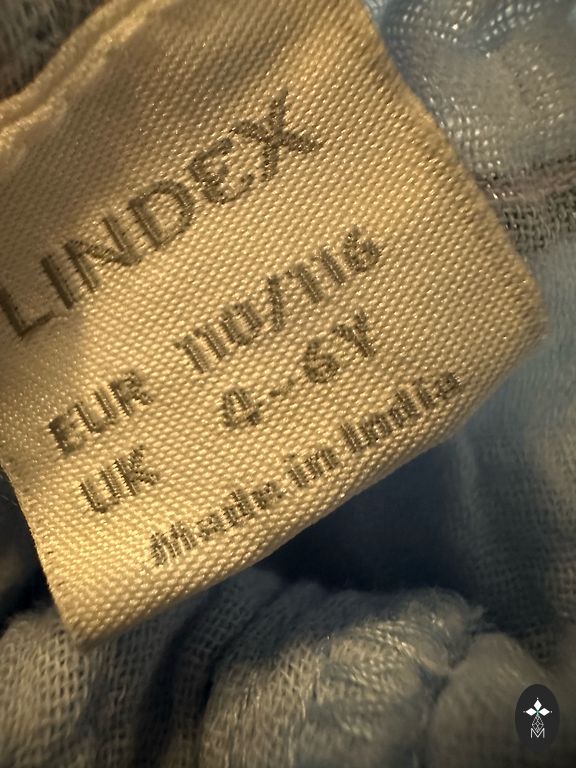 LINDEX
EUR 110/116
UK 4-6Y
Made in India
M